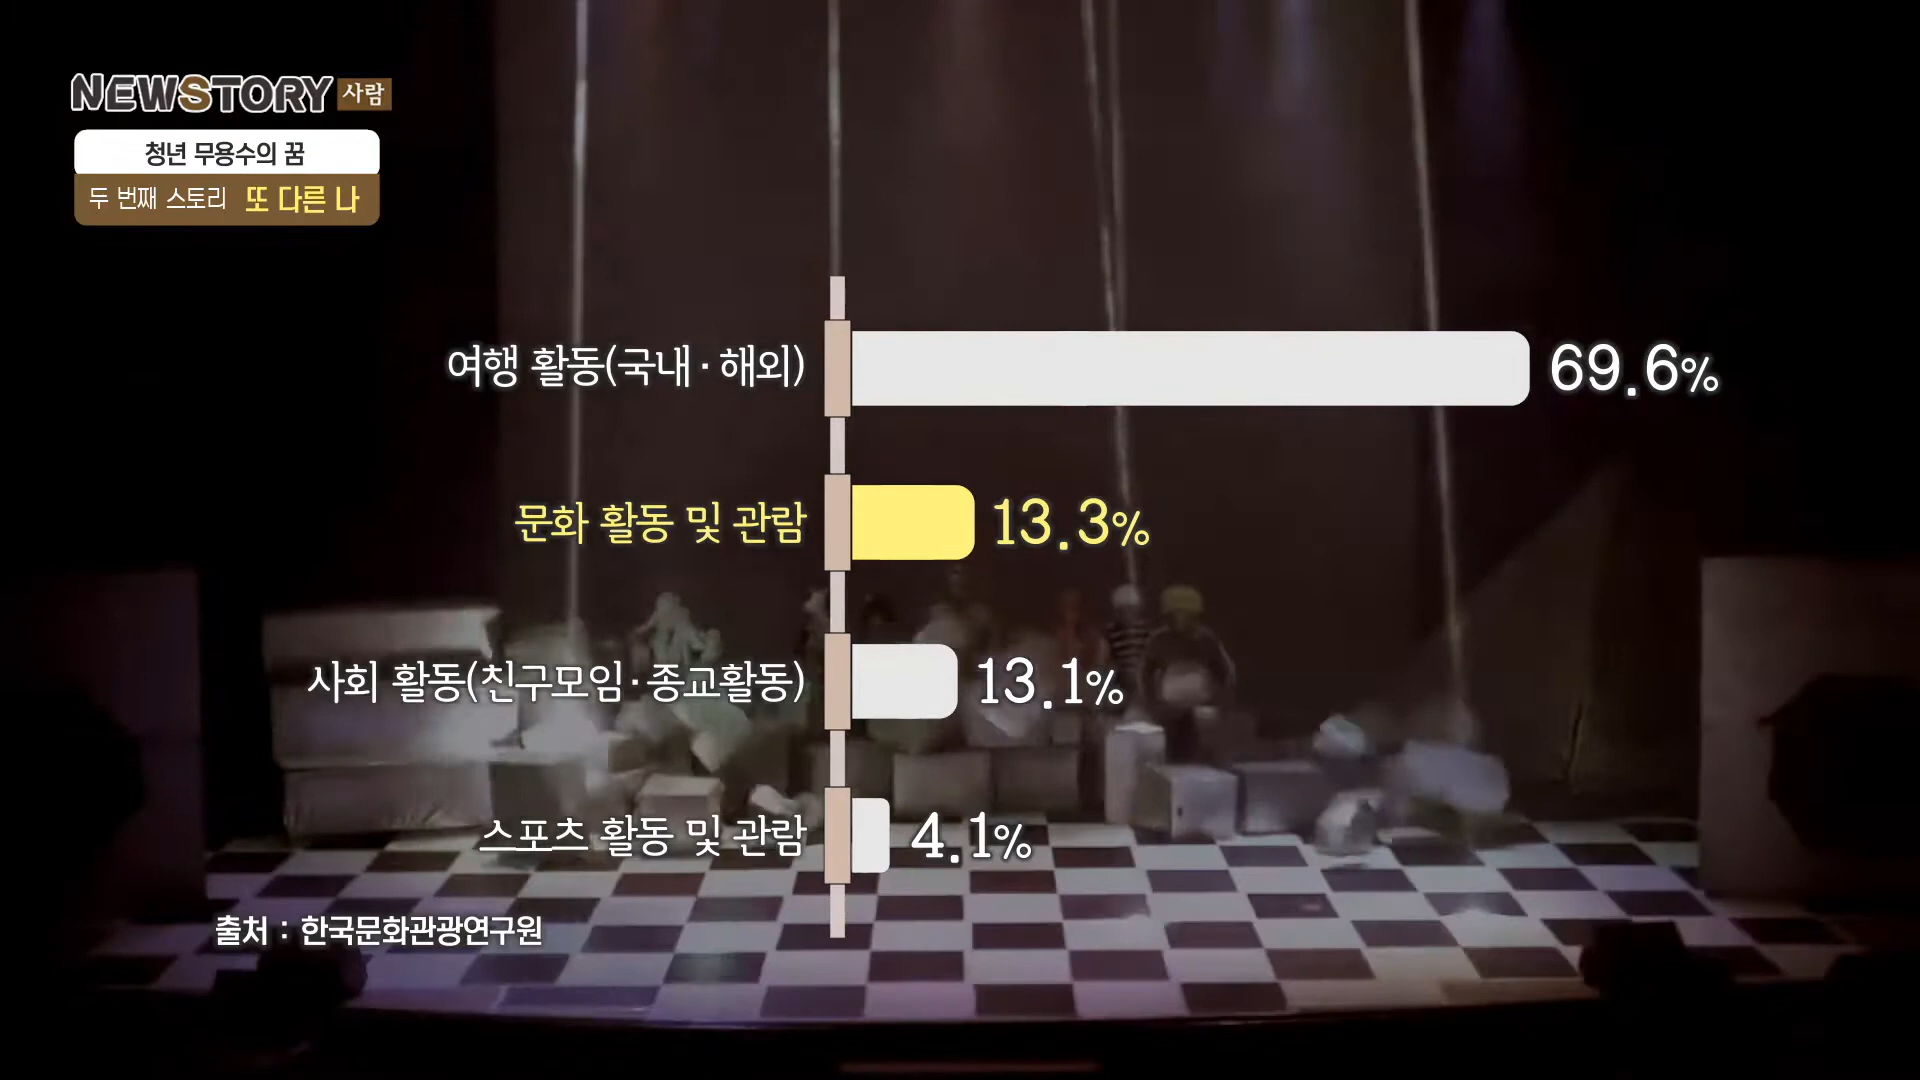 NEWSTORY 사람
청년 무용수의 꿈
두 번째 스토리 또 다른 나
여행 활동(국내·해외) 69.6%
문화 활동 및 관람 13.3%
사회 활동(친구모임·종교활동) 13.1%
스포츠 활동 및 관람 4.1%
출처 : 한국문화관광연구원